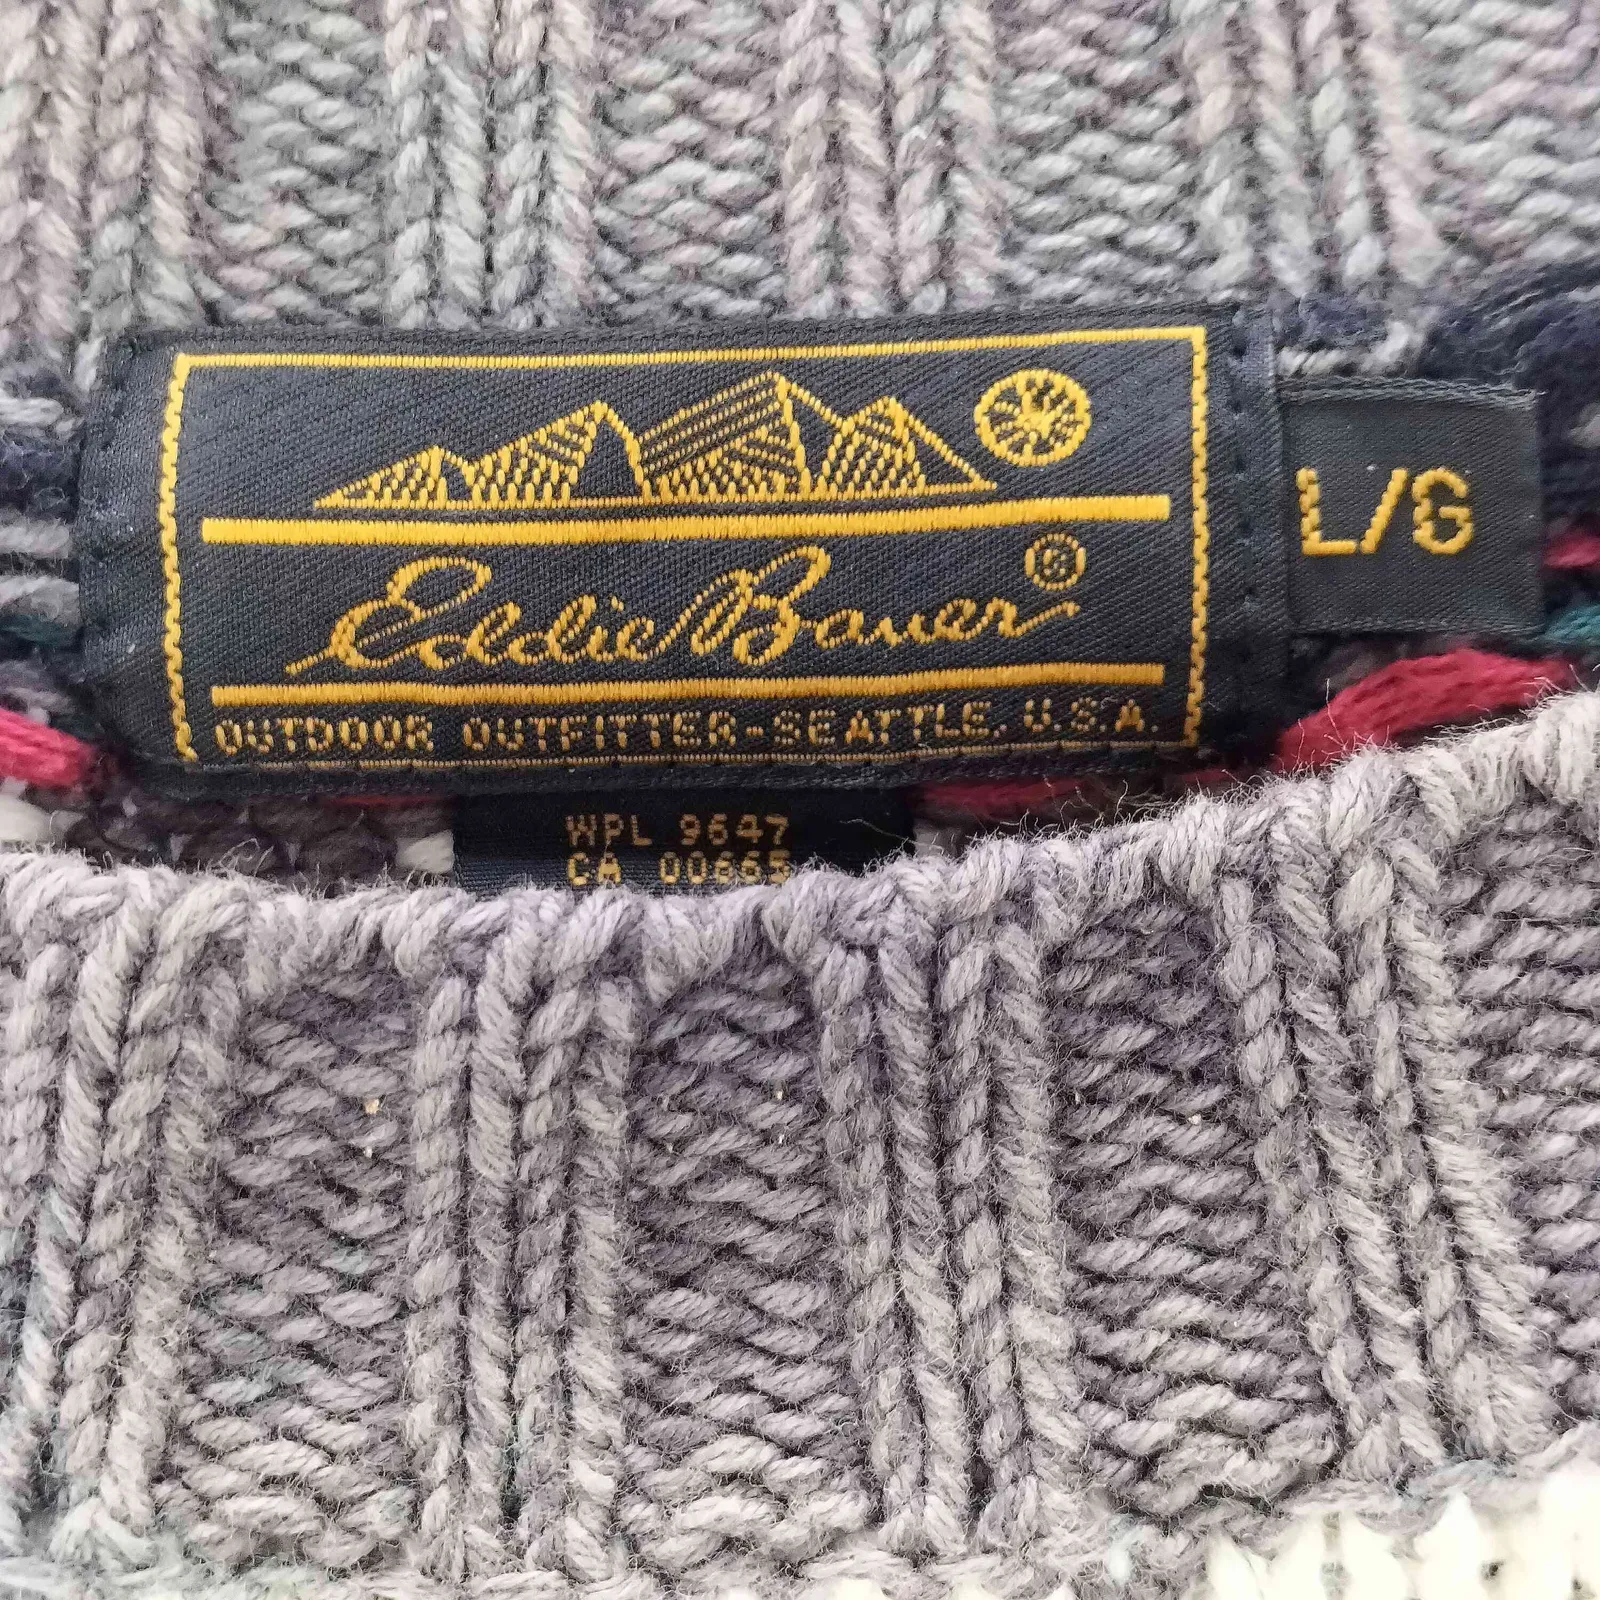 Eddie Bauer®
OUTDOOR OUTFITTER-SEATTLE, U.S.A.
L/G
WPL 9647
CA 00665